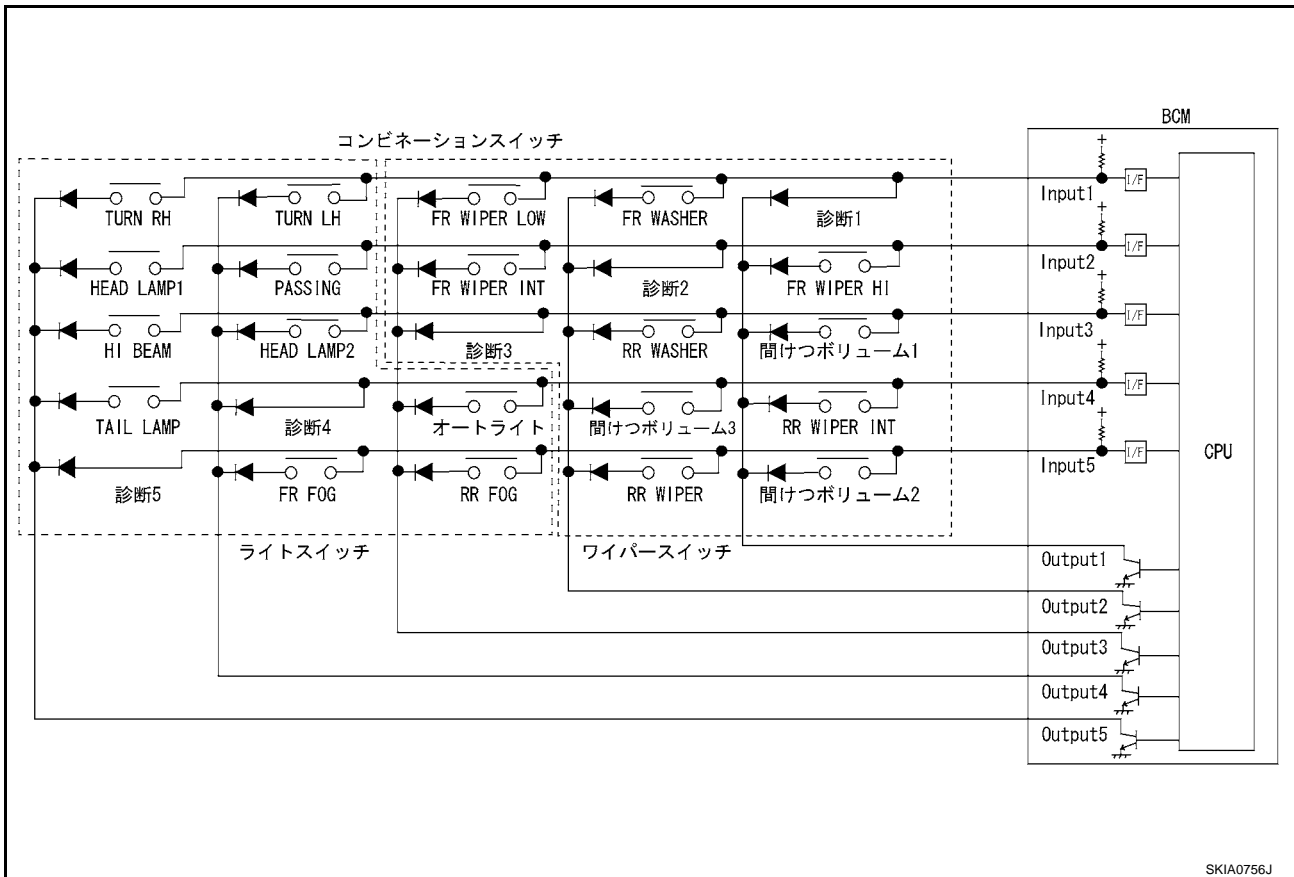 BCM
コンビネーションスイッチ
TURN RH TURN LH FR WIPER LOW FR WASHER 診断1 Input1 I/F
HEAD LAMP1 PASSING FR WIPER INT 診断2 FR WIPER HI Input2 I/F
HI BEAM HEAD LAMP2 診断3 RR WASHER 間けつボリューム1 Input3 I/F
TAIL LAMP 診断4 オートライト 間けつボリューム3 RR WIPER INT Input4 I/F
診断5 FR FOG RR FOG RR WIPER 間けつボリューム2 Input5 I/F CPU
ライトスイッチ ワイパースイッチ
Output1
Output2
Output3
Output4
Output5
SKIA0756J